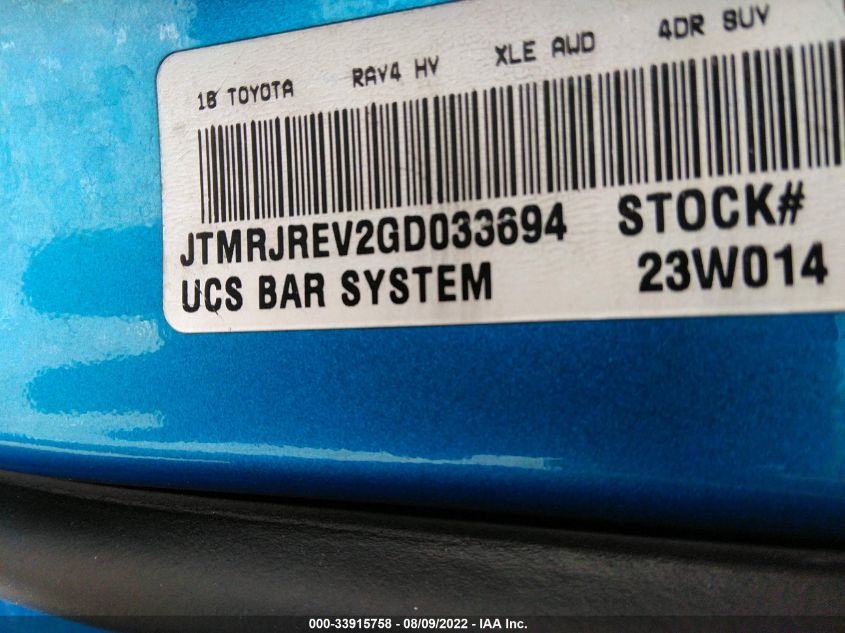 16 TOYOTA RAV4 HV XLE AWD 4DR SUV
JTMRJREV2GD033694 STOCK#
UCS BAR SYSTEM 23W014
000-33915758 - 08/09/2022 - IAA Inc.